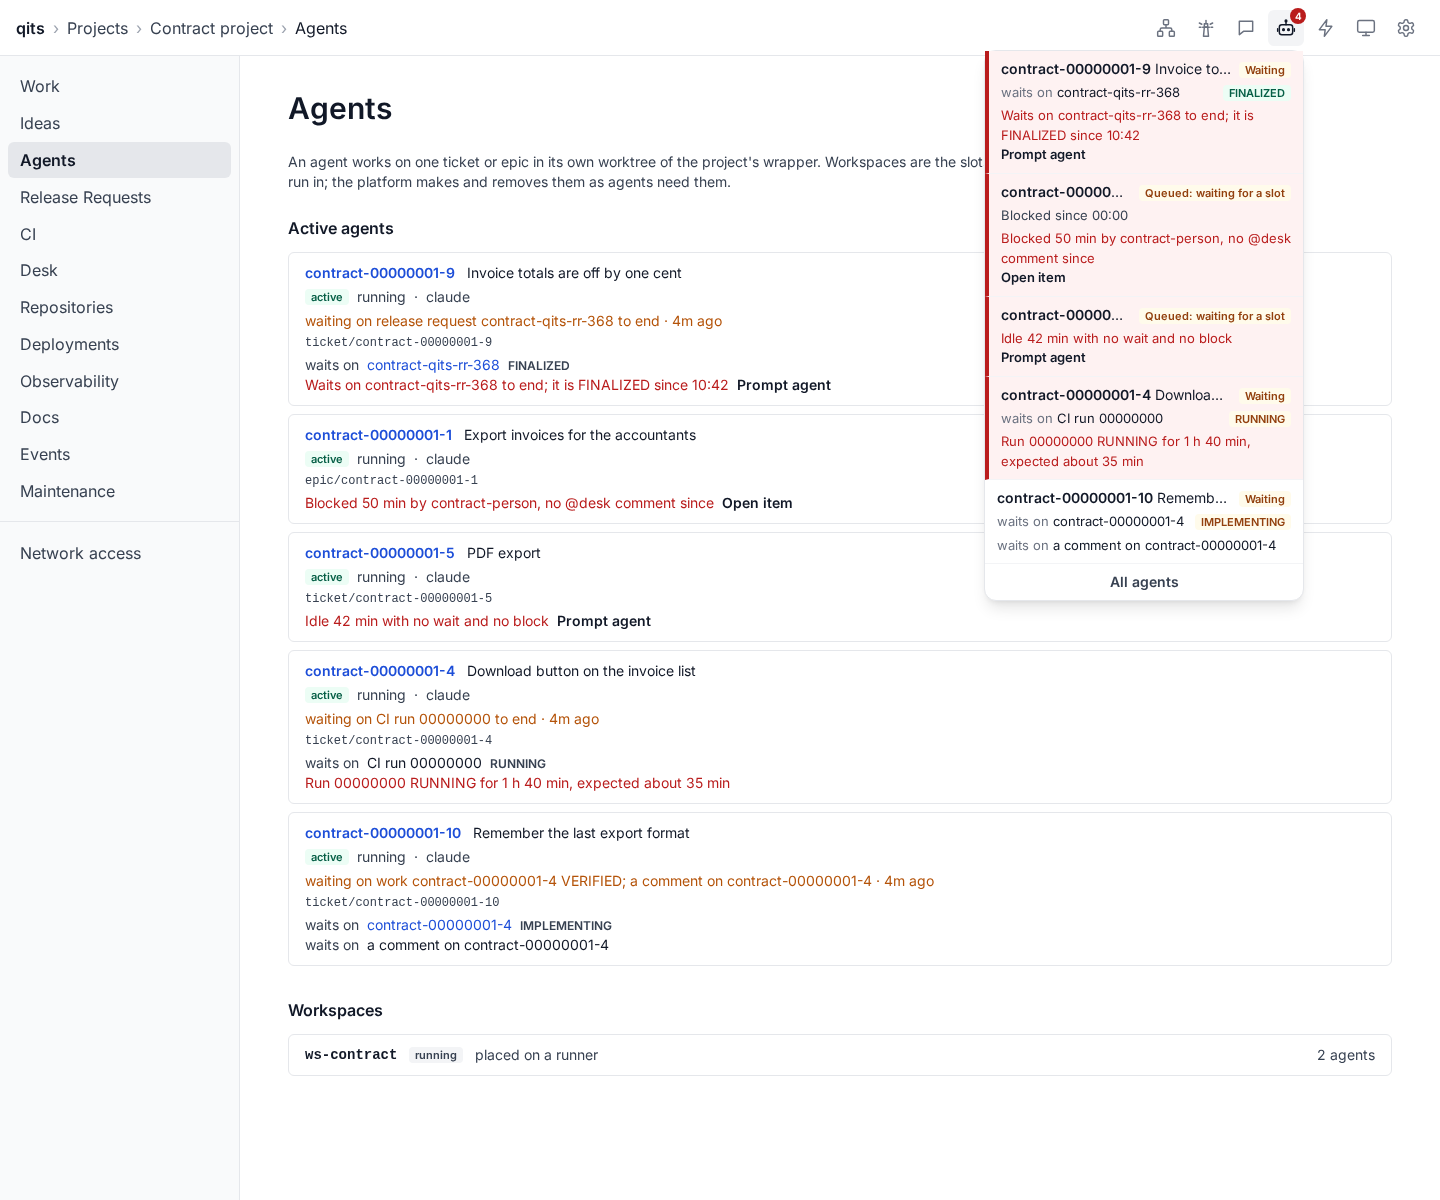 qits › Projects › Contract project › Agents
4
Work
Ideas
Agents
Release Requests
CI
Desk
Repositories
Deployments
Observability
Docs
Events
Maintenance
Network access
Agents
An agent works on one ticket or epic in its own worktree of the project's wrapper. Workspaces are the slot
run in; the platform makes and removes them as agents need them.
Active agents
contract-00000001-9 Invoice totals are off by one cent
active running · claude
waiting on release request contract-qits-rr-368 to end · 4m ago
ticket/contract-00000001-9
waits on contract-qits-rr-368 FINALIZED
Waits on contract-qits-rr-368 to end; it is FINALIZED since 10:42 Prompt agent
contract-00000001-1 Export invoices for the accountants
active running · claude
epic/contract-00000001-1
Blocked 50 min by contract-person, no @desk comment since Open item
contract-00000001-5 PDF export
active running · claude
ticket/contract-00000001-5
Idle 42 min with no wait and no block Prompt agent
contract-00000001-4 Download button on the invoice list
active running · claude
waiting on CI run 00000000 to end · 4m ago
ticket/contract-00000001-4
waits on CI run 00000000 RUNNING
Run 00000000 RUNNING for 1 h 40 min, expected about 35 min
contract-00000001-10 Remember the last export format
active running · claude
waiting on work contract-00000001-4 VERIFIED; a comment on contract-00000001-4 · 4m ago
ticket/contract-00000001-10
waits on contract-00000001-4 IMPLEMENTING
waits on a comment on contract-00000001-4
Workspaces
ws-contract running placed on a runner 2 agents
contract-00000001-9 Invoice to... Waiting
waits on contract-qits-rr-368 FINALIZED
Waits on contract-qits-rr-368 to end; it is
FINALIZED since 10:42
Prompt agent
contract-00000... Queued: waiting for a slot
Blocked since 00:00
Blocked 50 min by contract-person, no @desk
comment since
Open item
contract-00000... Queued: waiting for a slot
Idle 42 min with no wait and no block
Prompt agent
contract-00000001-4 Downloa... Waiting
waits on CI run 00000000 RUNNING
Run 00000000 RUNNING for 1 h 40 min,
expected about 35 min
contract-00000001-10 Rememb... Waiting
waits on contract-00000001-4 IMPLEMENTING
waits on a comment on contract-00000001-4
All agents